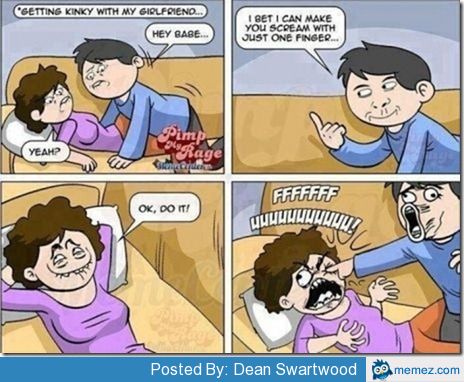 *GETTING KINKY WITH MY GIRLFRIEND...
HEY BABE...
YEAH?
Pimp
My
Rage
MemeCenter
I BET I CAN MAKE
YOU SCREAM WITH
JUST ONE FINGER...
OK, DO IT!
FFFFFFF
UUUUUUUUUUU!
Posted By: Dean Swartwood
memez.com